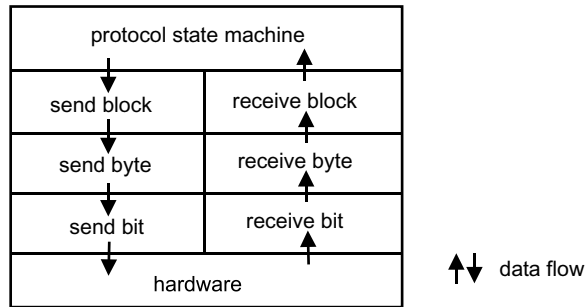 protocol state machine
send block
receive block
send byte
receive byte
send bit
receive bit
hardware
data flow